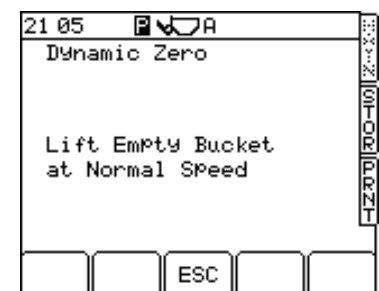 21 05 P A
Dynamic Zero
Lift Empty Bucket
at Normal Speed
ESC
STOR
PRNT